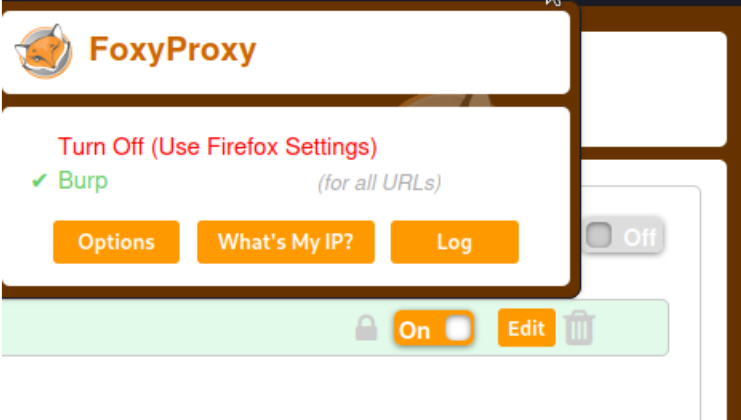 FoxyProxy
Turn Off (Use Firefox Settings)
✔ Burp (for all URLs)
Options What's My IP? Log
Off
On Edit